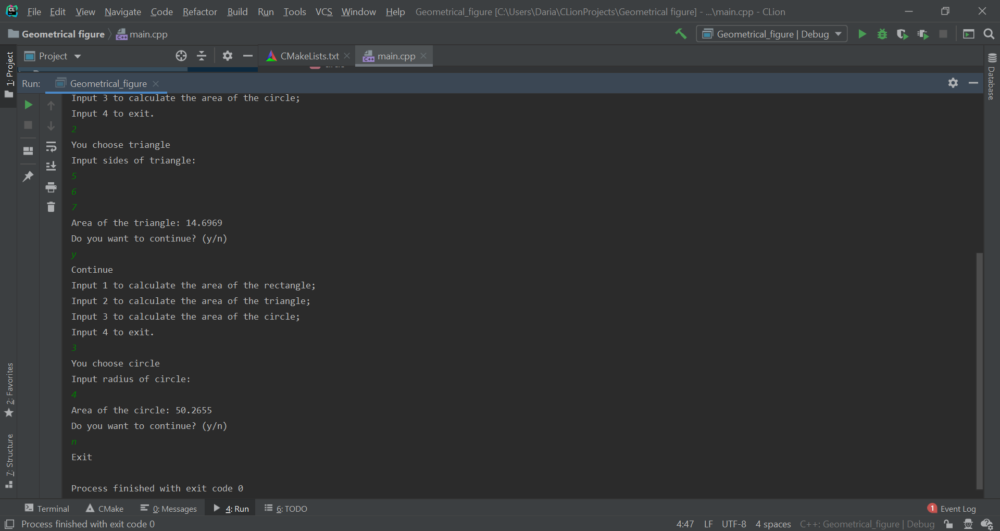 File Edit View Navigate Code Refactor Build Run Tools VCS Window Help Geometrical_figure [C:\Users\Daria\CLionProjects\Geometrical figure] - ...\main.cpp - CLion
Geometrical figure main.cpp Geometrical_figure | Debug
1: Project
Project CMakeLists.txt main.cpp
Database
Run: Geometrical_figure
Input 3 to calculate the area of the circle;
Input 4 to exit.
2
You choose triangle
Input sides of triangle:
5
6
7
Area of the triangle: 14.6969
Do you want to continue? (y/n)
y
Continue
Input 1 to calculate the area of the rectangle;
Input 2 to calculate the area of the triangle;
Input 3 to calculate the area of the circle;
Input 4 to exit.
3
You choose circle
Input radius of circle:
4
Area of the circle: 50.2655
Do you want to continue? (y/n)
n
Exit
Process finished with exit code 0
2: Favorites
7: Structure
Terminal CMake 0: Messages 4: Run 6: TODO 1 Event Log
Process finished with exit code 0 4:47 LF UTF-8 4 spaces C++: Geometrical_figure | Debug